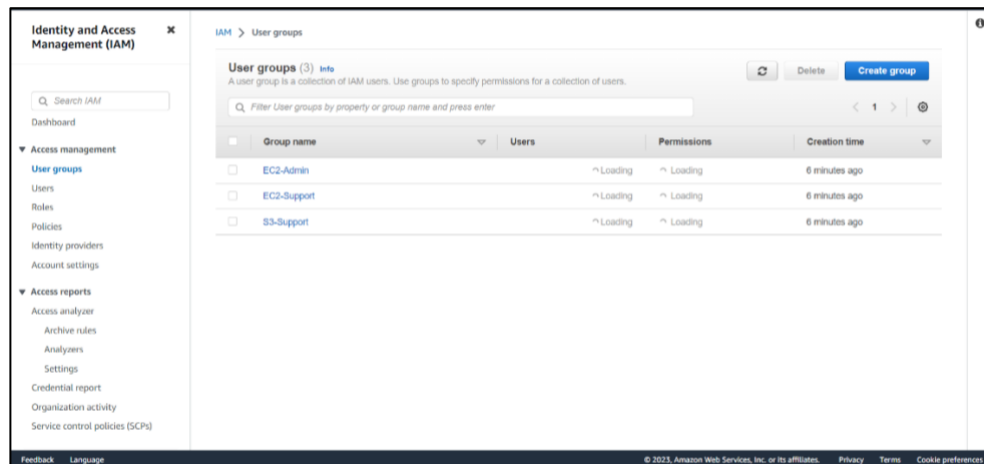 Identity and Access Management (IAM)
Search IAM
Dashboard
Access management
User groups
Users
Roles
Policies
Identity providers
Account settings
Access reports
Access analyzer
Archive rules
Analyzers
Settings
Credential report
Organization activity
Service control policies (SCPs)
IAM > User groups
User groups (3) Info
A user group is a collection of IAM users. Use groups to specify permissions for a collection of users.
Delete
Create group
Filter User groups by property or group name and press enter
1
Group name Users Permissions Creation time
EC2-Admin Loading Loading 6 minutes ago
EC2-Support Loading Loading 6 minutes ago
S3-Support Loading Loading 6 minutes ago
Feedback Language © 2023, Amazon Web Services, Inc. or its affiliates. Privacy Terms Cookie preferences